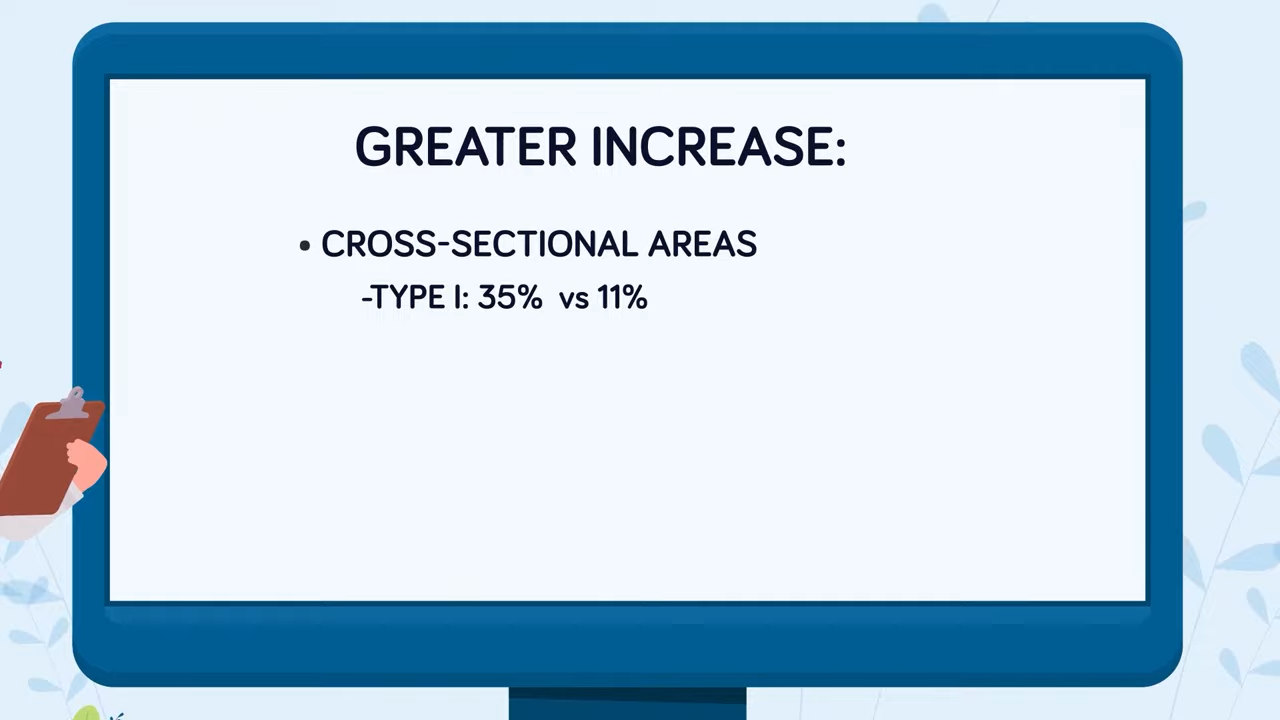 GREATER INCREASE:
• CROSS-SECTIONAL AREAS
-TYPE I: 35% vs 11%